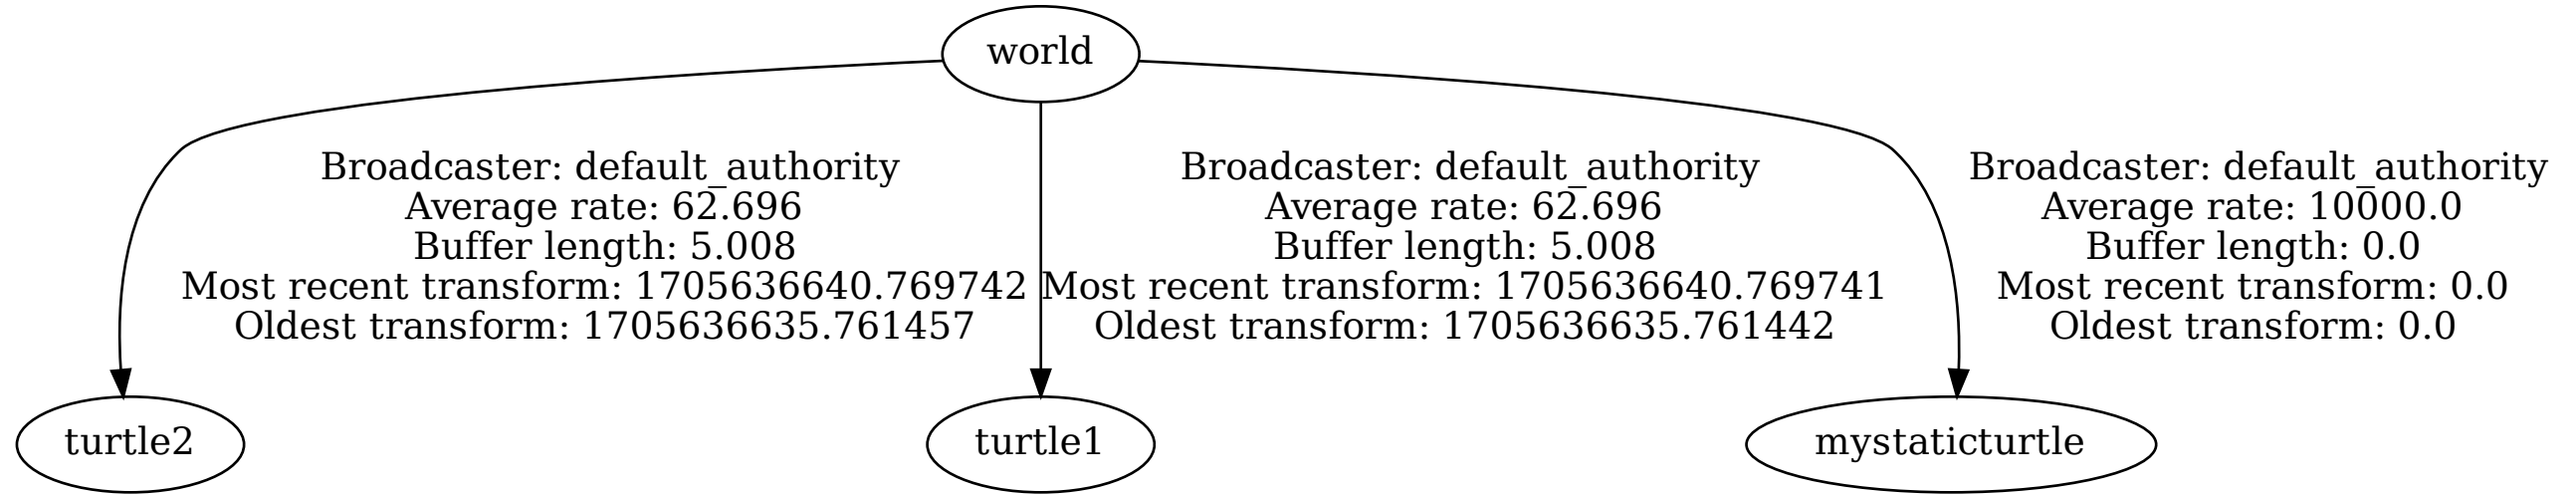 world
Broadcaster: default_authority
Average rate: 62.696
Buffer length: 5.008
Most recent transform: 1705636640.769742
Oldest transform: 1705636635.761457
Broadcaster: default_authority
Average rate: 62.696
Buffer length: 5.008
Most recent transform: 1705636640.769741
Oldest transform: 1705636635.761442
Broadcaster: default_authority
Average rate: 10000.0
Buffer length: 0.0
Most recent transform: 0.0
Oldest transform: 0.0
turtle2
turtle1
mystaticturtle